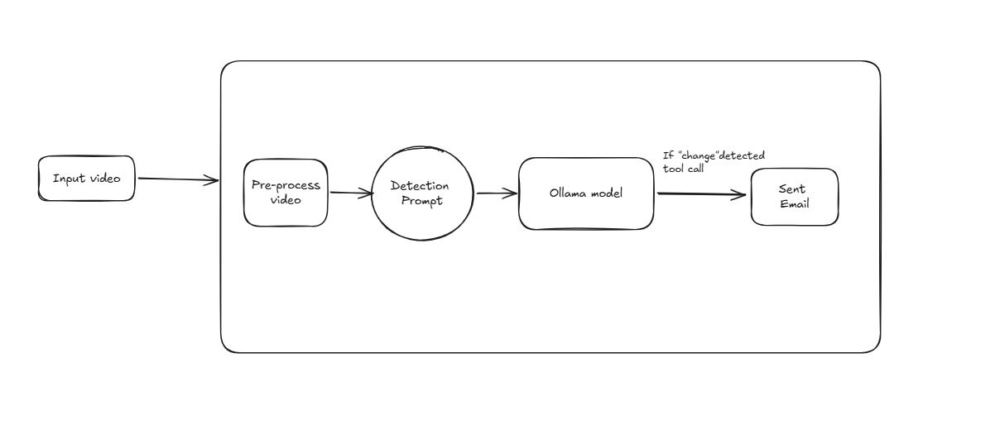 Input video
Pre-process
video
Detection
Prompt
Ollama model
If "change"detected
tool call
Sent
Email